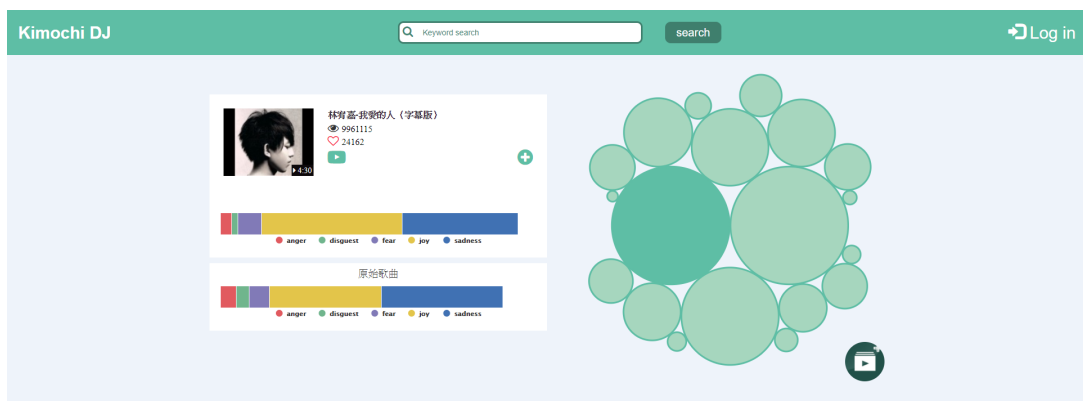 Kimochi DJ
Keyword search
search
Log in
林宥嘉-我愛的人（字幕版）
9961115
24162
4:30
anger disguest fear joy sadness
原始歌曲
anger disguest fear joy sadness